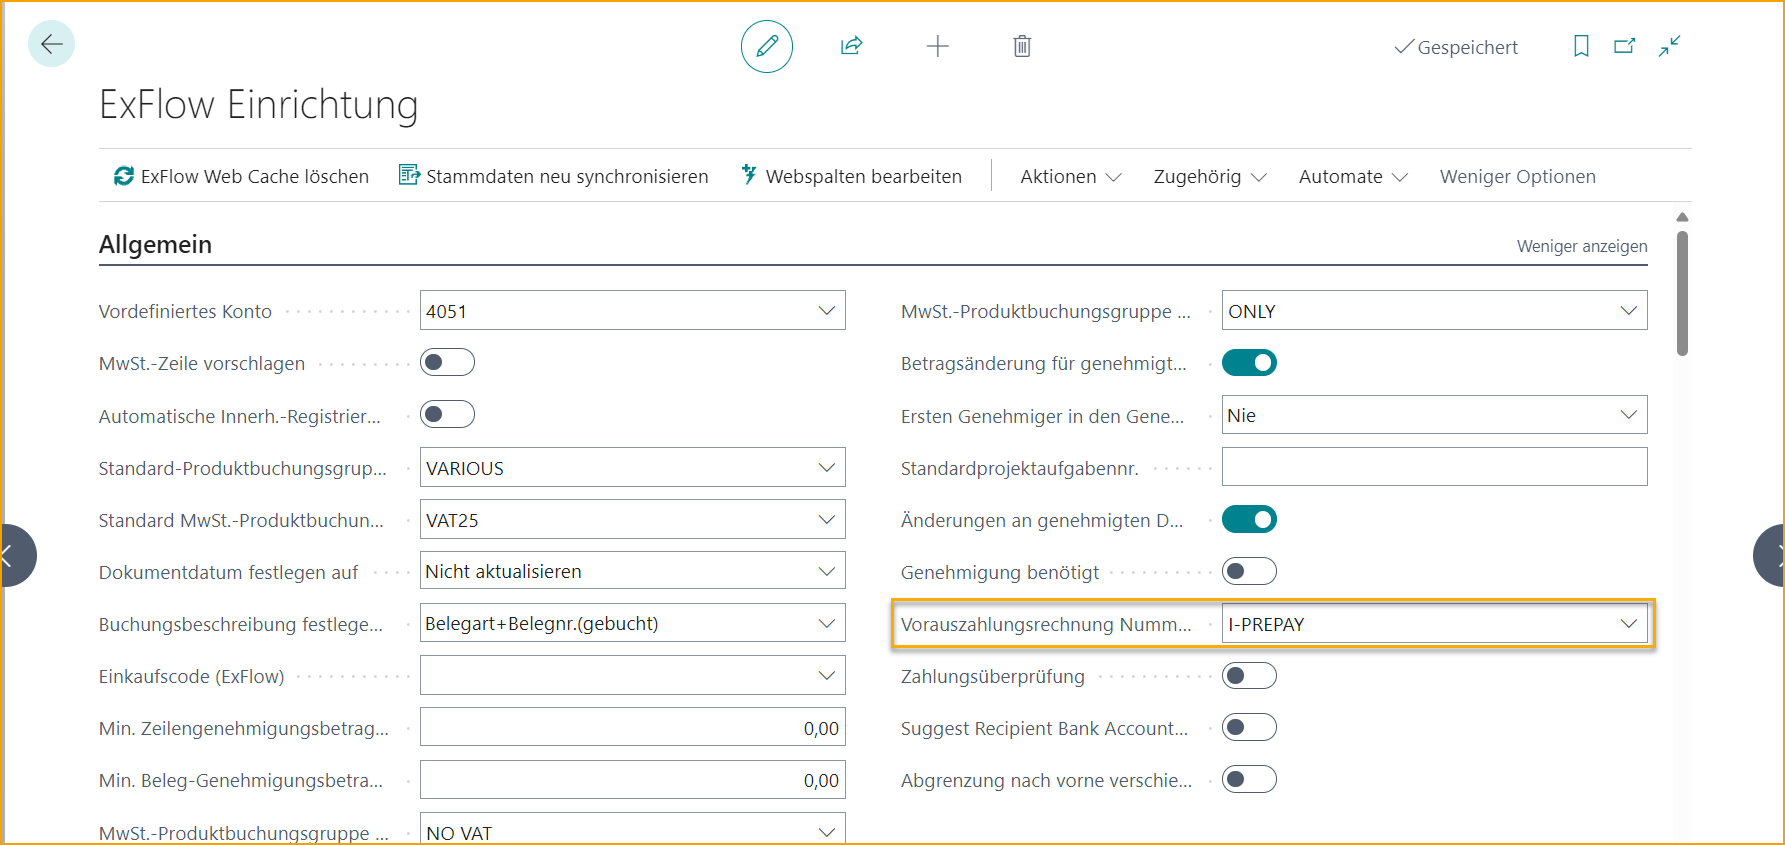 Gespeichert
ExFlow Einrichtung
ExFlow Web Cache löschen Stammdaten neu synchronisieren Webspalten bearbeiten Aktionen Zugehörig Automate Weniger Optionen
Allgemein Weniger anzeigen
Vordefiniertes Konto 4051
MwSt.-Zeile vorschlagen
Automatische Innerh.-Registrier...
Standard-Produktbuchungsgrup... VARIOUS
Standard MwSt.-Produktbuchun... VAT25
Dokumentdatum festlegen auf Nicht aktualisieren
Buchungsbeschreibung festlege... Belegart+Belegnr.(gebucht)
Einkaufscode (ExFlow)
Min. Zeilengenehmigungsbetrag... 0,00
Min. Beleg-Genehmigungsbetra... 0,00
MwSt.-Produktbuchungsgruppe ... NO VAT
MwSt.-Produktbuchungsgruppe ... ONLY
Betragsänderung für genehmigt...
Ersten Genehmiger in den Gene... Nie
Standardprojektaufgabennr.
Änderungen an genehmigten D...
Genehmigung benötigt
Vorauszahlungsrechnung Numm... I-PREPAY
Zahlungsüberprüfung
Suggest Recipient Bank Account...
Abgrenzung nach vorne verschie...